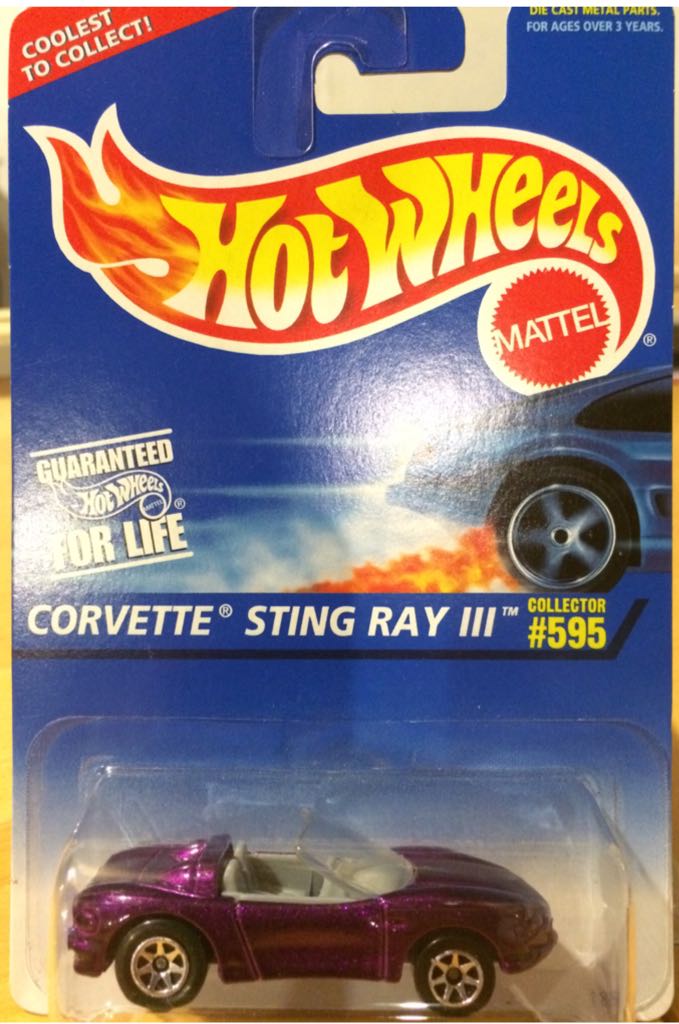 COOLEST
TO COLLECT!
DIE CAST METAL PARTS.
FOR AGES OVER 3 YEARS.
HOT WHEELS
MATTEL
®
GUARANTEED
HOT WHEELS
MATTEL ®
FOR LIFE
CORVETTE® STING RAY III™
COLLECTOR
#595